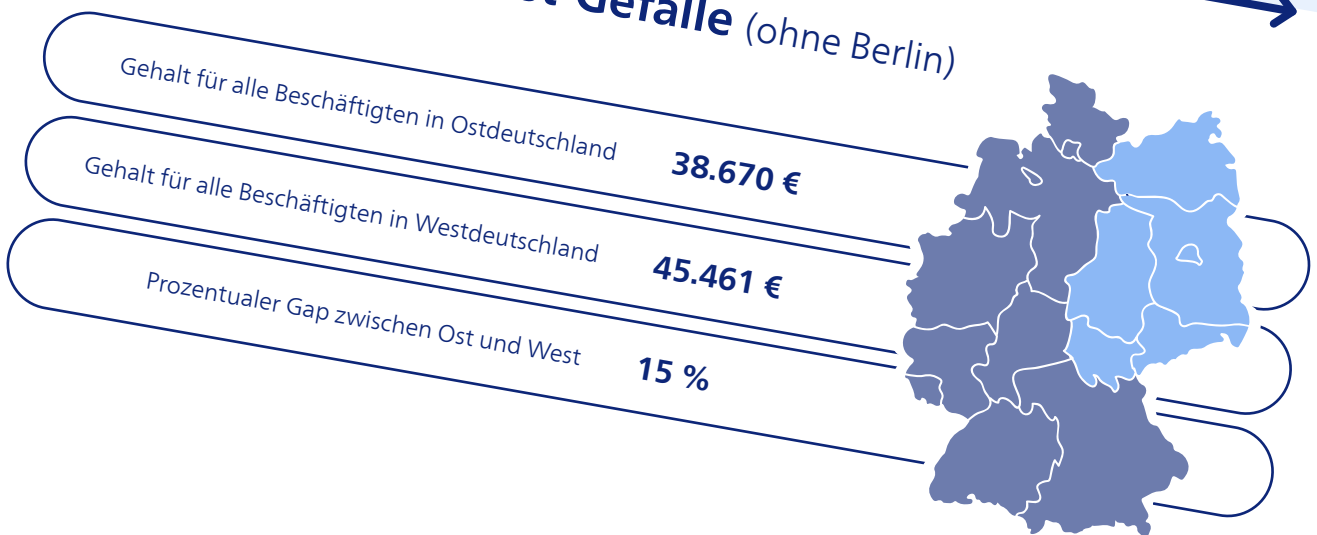 Gefälle (ohne Berlin)
Gehalt für alle Beschäftigten in Ostdeutschland 38.670 €
Gehalt für alle Beschäftigten in Westdeutschland 45.461 €
Prozentualer Gap zwischen Ost und West 15 %